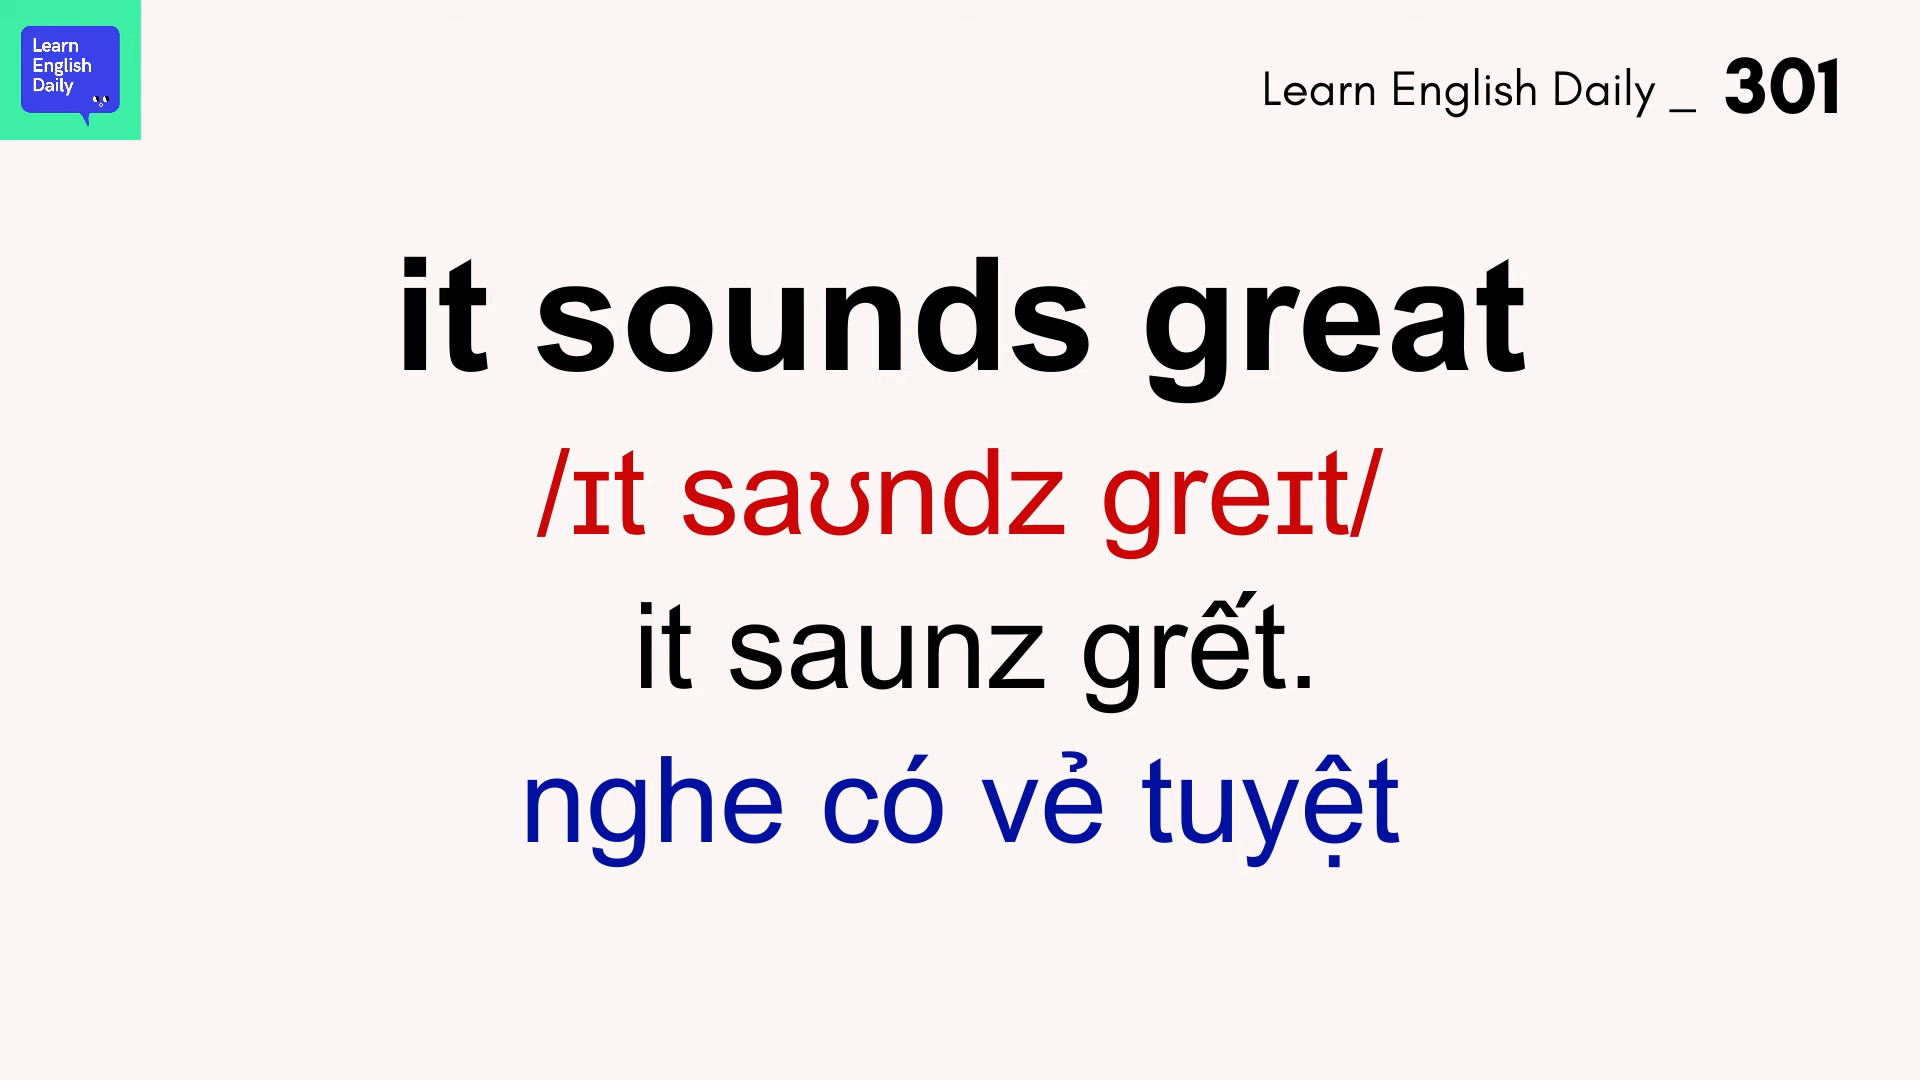 Learn
English
Daily
Learn English Daily _ 301
it sounds great
/ɪt saʊndz greɪt/
it saunz grết.
nghe có vẻ tuyệt